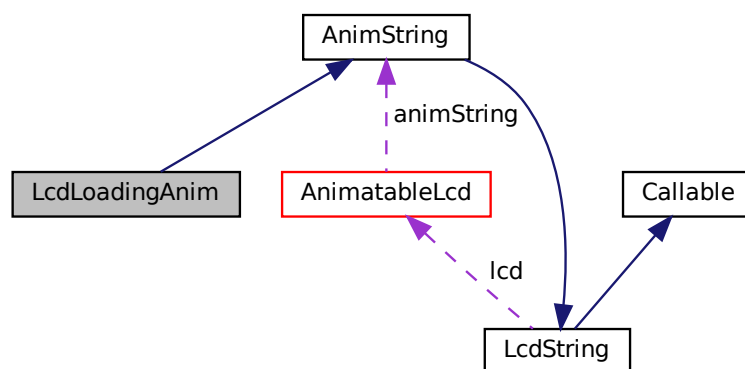 AnimString
animString
LcdLoadingAnim
AnimatableLcd
Callable
lcd
LcdString